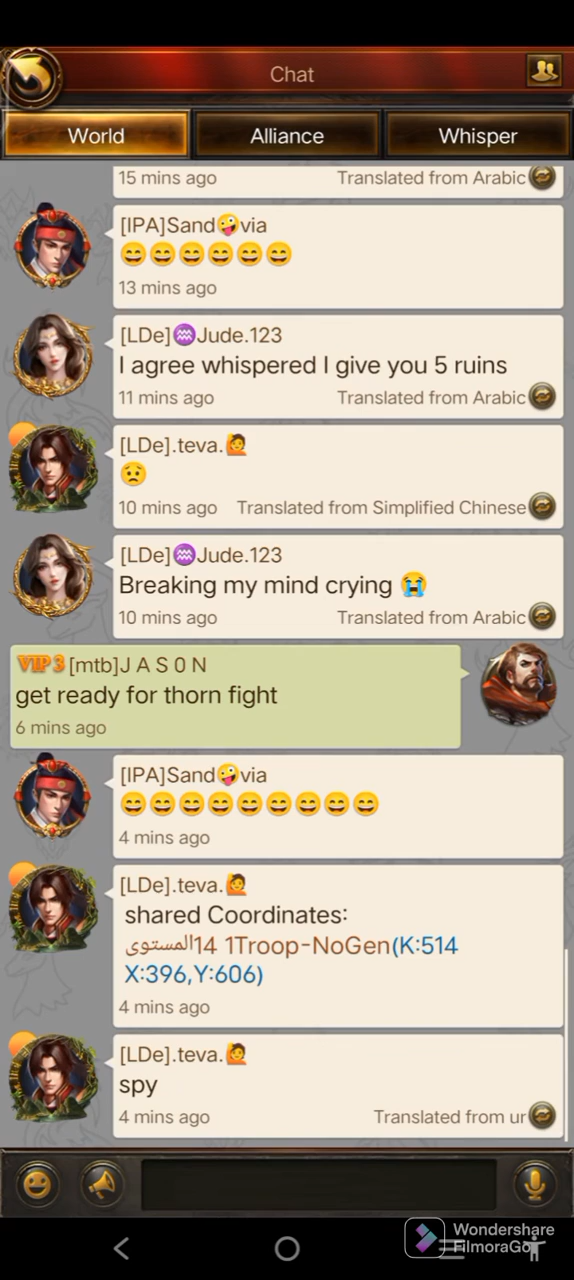 Chat
World
Alliance
Whisper
15 mins ago
Translated from Arabic
[IPA]Sand🤪via
😄😄😄😄😄😄
13 mins ago
[LDe]♒Jude.123
I agree whispered I give you 5 ruins
11 mins ago
Translated from Arabic
[LDe].teva.🙋
😟
10 mins ago
Translated from Simplified Chinese
[LDe]♒Jude.123
Breaking my mind crying 😭
10 mins ago
Translated from Arabic
VIP 3 [mtb]J A S 0 N
get ready for thorn fight
6 mins ago
[IPA]Sand🤪via
😄😄😄😄😄😄😄😄😄
4 mins ago
[LDe].teva.🙋
shared Coordinates:
المستوى14 1Troop-NoGen(K:514
X:396,Y:606)
4 mins ago
[LDe].teva.🙋
spy
4 mins ago
Translated from ur
Wondershare
FilmoraGo